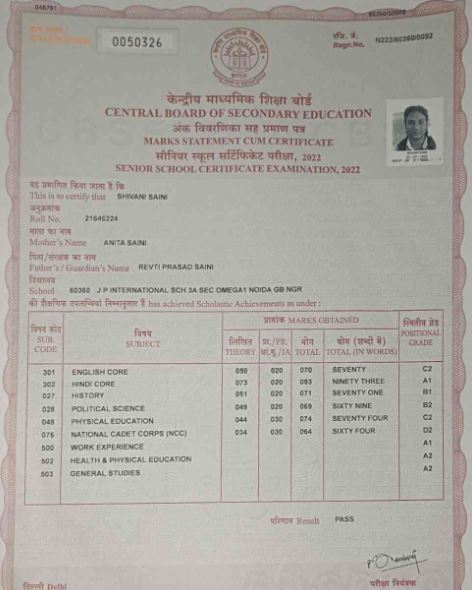 048761
0050326
रजि. नं.
Regn.No. N222/60360/0092
केन्द्रीय माध्यमिक शिक्षा बोर्ड
CENTRAL BOARD OF SECONDARY EDUCATION
अंक विवरणिका सह प्रमाण पत्र
MARKS STATEMENT CUM CERTIFICATE
सीनियर स्कूल सर्टिफिकेट परीक्षा, 2022
SENIOR SCHOOL CERTIFICATE EXAMINATION, 2022
यह प्रमाणित किया जाता है कि
This is to certify that SHIVANI SAINI
अनुक्रमांक
Roll No. 21646224
माता का नाम
Mother's Name ANITA SAINI
पिता/संरक्षक का नाम
Father's / Guardian's Name REVTI PRASAD SAINI
विद्यालय
School 60360 J P INTERNATIONAL SCH 3A SEC OMEGA1 NOIDA GB NGR
की शैक्षणिक उपलब्धियां निम्नानुसार हैं has achieved Scholastic Achievements as under :
विषय कोड SUB. CODE
विषय SUBJECT
प्राप्तांक MARKS OBTAINED
स्थितीय ग्रेड POSITIONAL GRADE
लिखित THEORY
प्रा./PR. आं.मू./IA
योग TOTAL
योग (शब्दों में) TOTAL (IN WORDS)
301 ENGLISH CORE 050 020 070 SEVENTY C2
302 HINDI CORE 073 020 093 NINETY THREE A1
027 HISTORY 051 020 071 SEVENTY ONE B1
028 POLITICAL SCIENCE 049 020 069 SIXTY NINE B2
048 PHYSICAL EDUCATION 044 030 074 SEVENTY FOUR C2
076 NATIONAL CADET CORPS (NCC) 034 030 064 SIXTY FOUR D2
500 WORK EXPERIENCE A1
502 HEALTH & PHYSICAL EDUCATION A2
503 GENERAL STUDIES A2
परिणाम Result PASS
दिल्ली Delhi
परीक्षा नियंत्रक